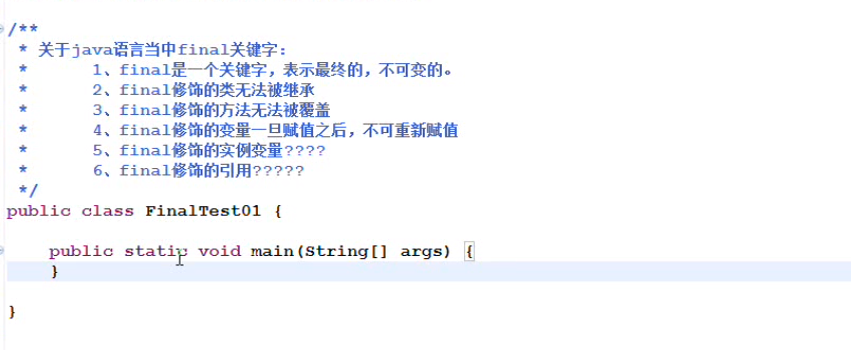 /**
 * 关于java语言当中final关键字:
 *      1、final是一个关键字，表示最终的，不可变的。
 *      2、final修饰的类无法被继承
 *      3、final修饰的方法无法被覆盖
 *      4、final修饰的变量一旦赋值之后，不可重新赋值
 *      5、final修饰的实例变量????
 *      6、final修饰的引用?????
 */
public class FinalTest01 {
    public static void main(String[] args) {
    }
}